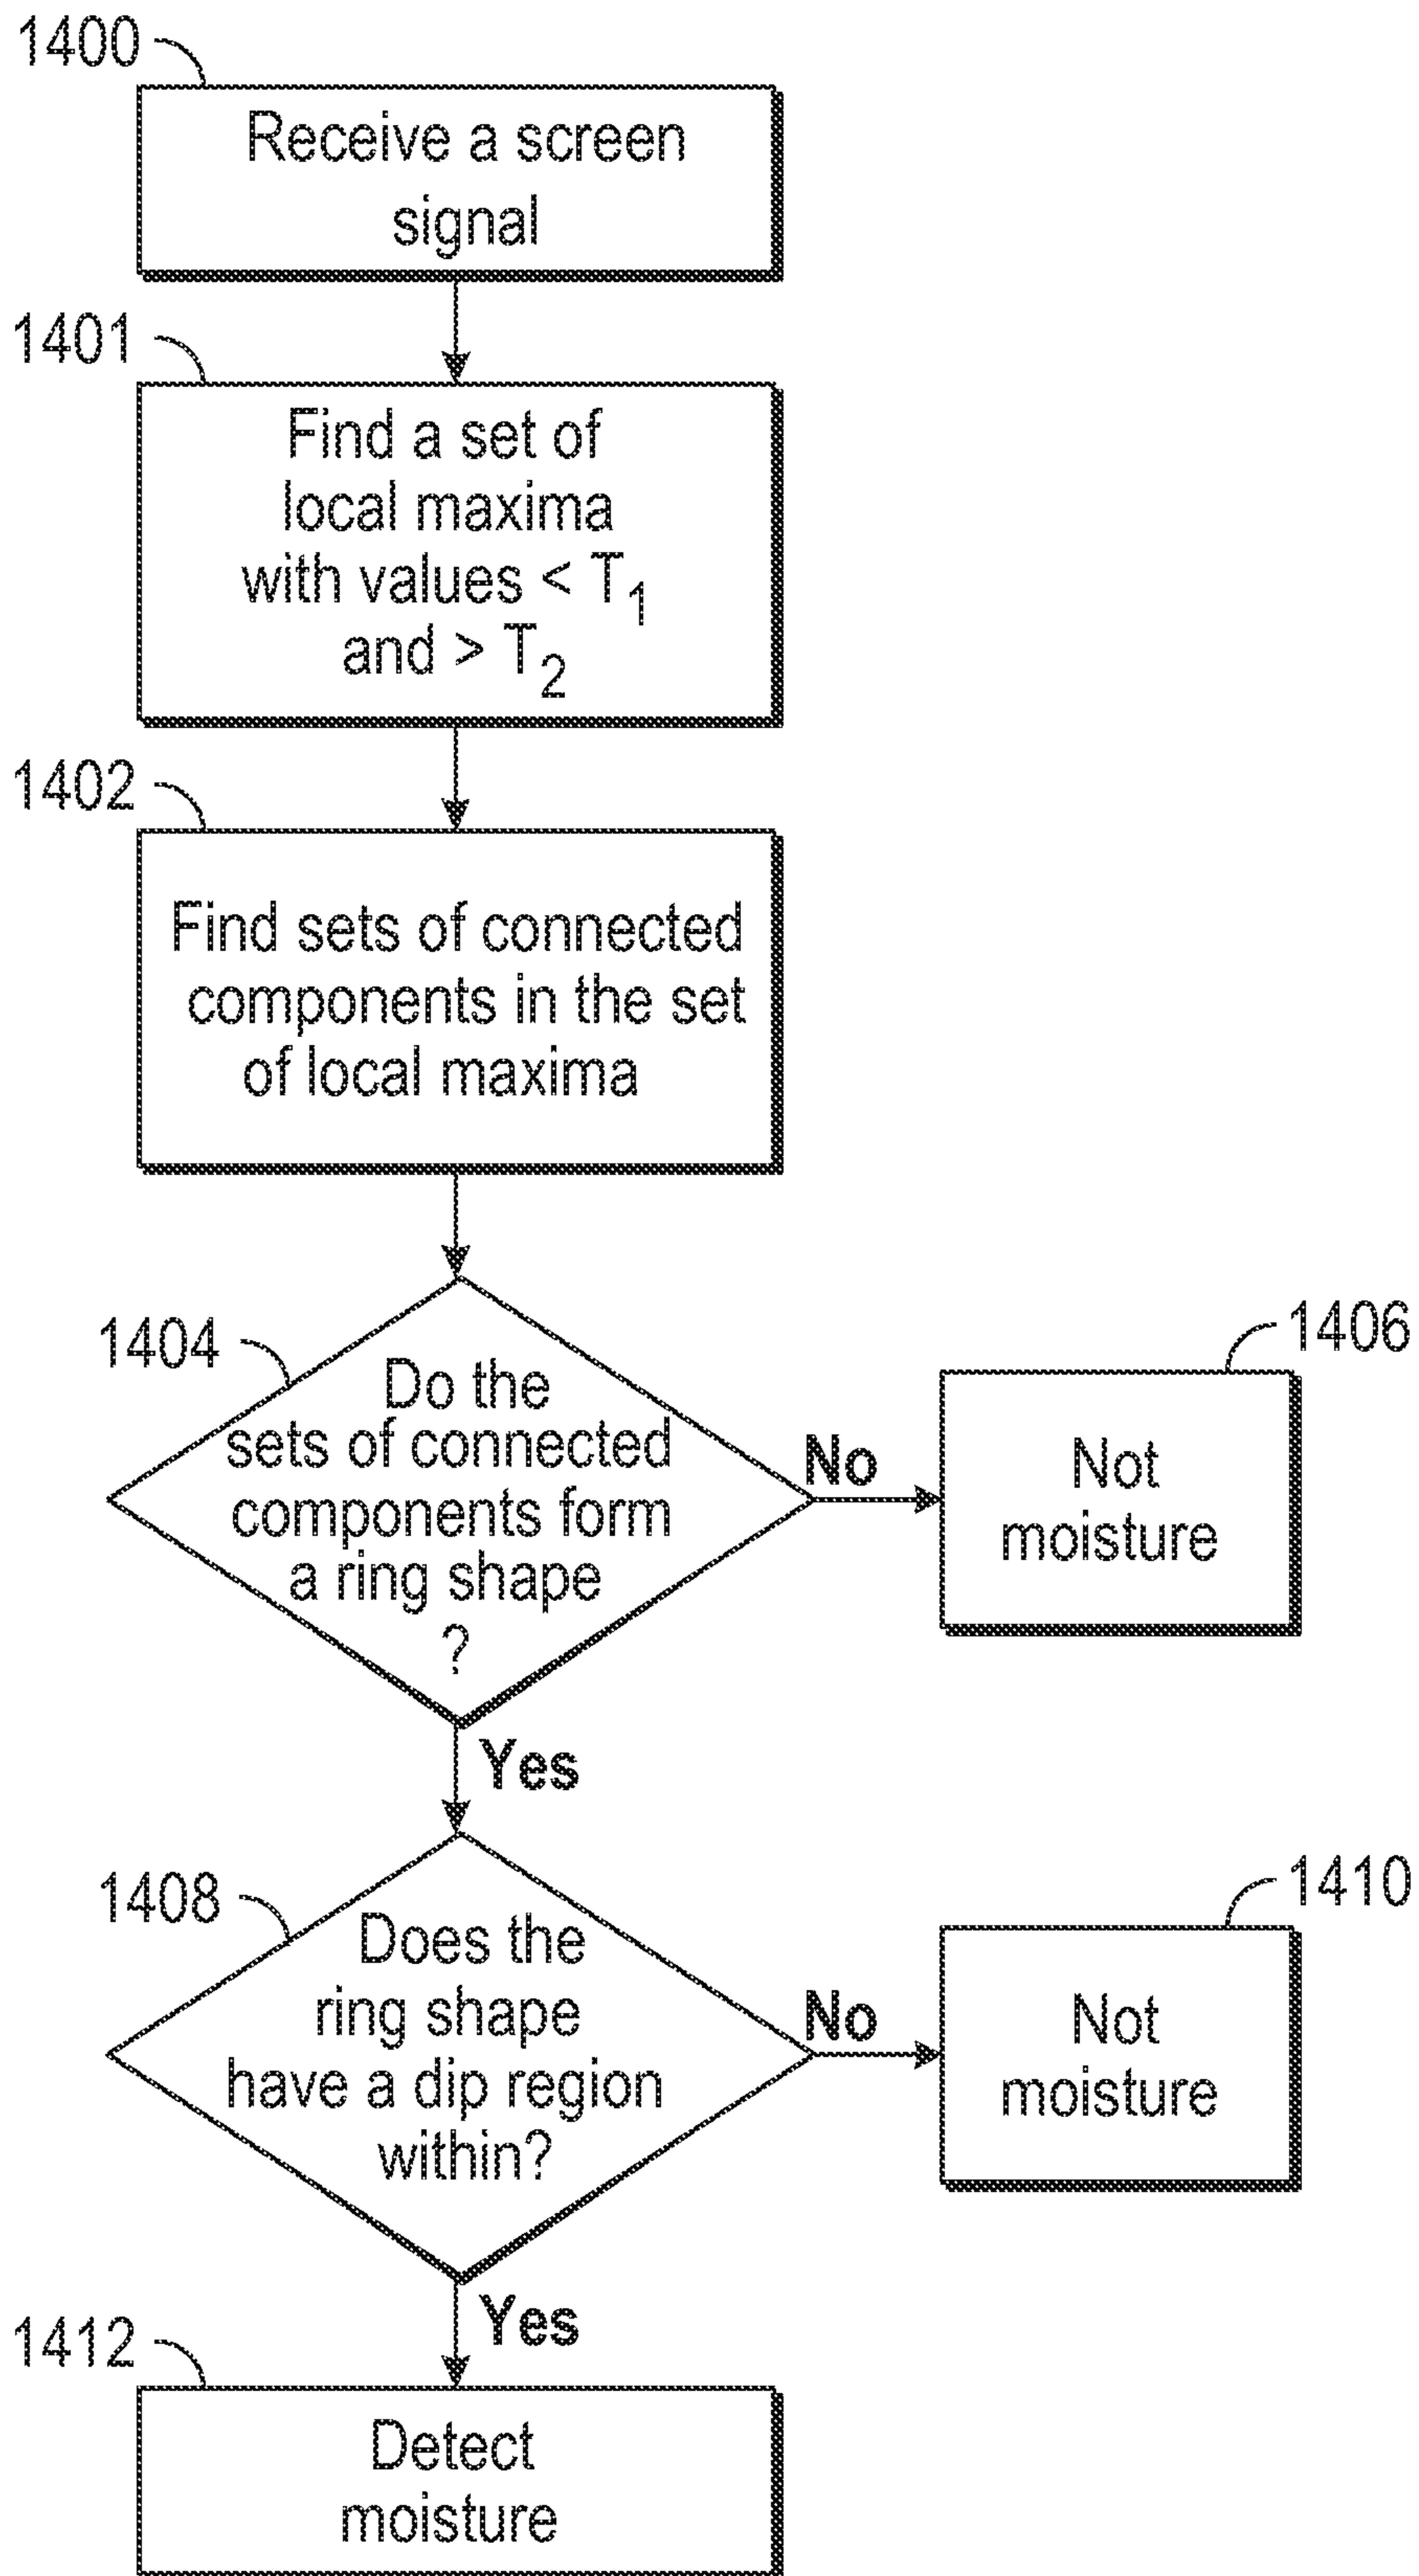 1400
Receive a screen
signal
1401
Find a set of
local maxima
with values < T1
and > T2
1402
Find sets of connected
components in the set
of local maxima
1404
Do the
sets of connected
components form
a ring shape
?
No
1406
Not
moisture
Yes
1408
Does the
ring shape
have a dip region
within?
No
1410
Not
moisture
Yes
1412
Detect
moisture